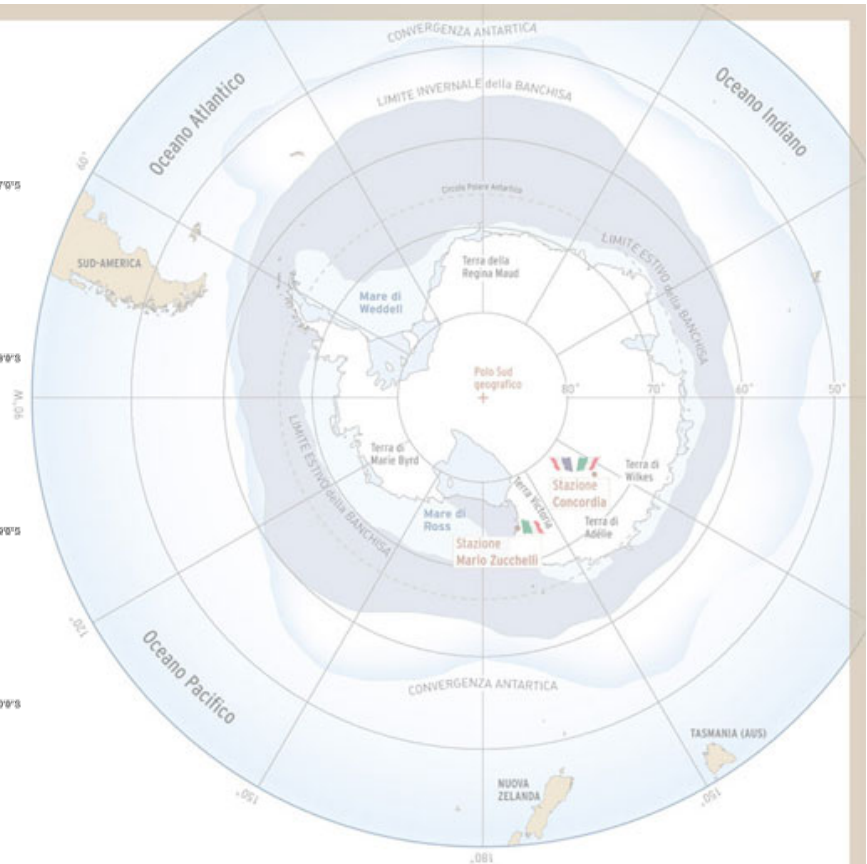 CONVERGENZA ANTARTICA
LIMITE INVERNALE della BANCHISA
Oceano Atlantico
Oceano Indiano
60°
Circolo Polare Antartico
SUD-AMERICA
LIMITE ESTIVO della BANCHISA
Terra della
Regina Maud
Mare di
Weddell
Polo Sud
geografico
80°
70°
60°
50°
90°W
Terra di
Marie Byrd
Terra di
Wilkes
Stazione
Concordia
Terra Victoria
LIMITE ESTIVO della BANCHISA
Mare di
Ross
Terra di
Adélie
Stazione
Mario Zucchelli
120°
Oceano Pacifico
CONVERGENZA ANTARTICA
TASMANIA (AUS)
NUOVA
ZELANDA
150°
150°
180°